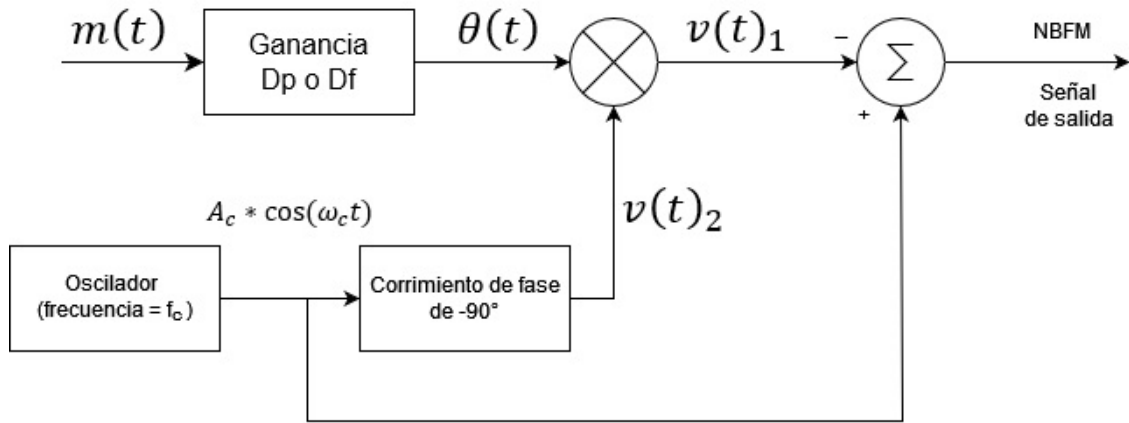 m(t)
Ganancia
Dp o Df
θ(t)
v(t)₁
−
+
Σ
NBFM
Señal
de salida
A_c * cos(ω_c t)
v(t)₂
Oscilador
(frecuencia = f_c )
Corrimiento de fase
de -90°